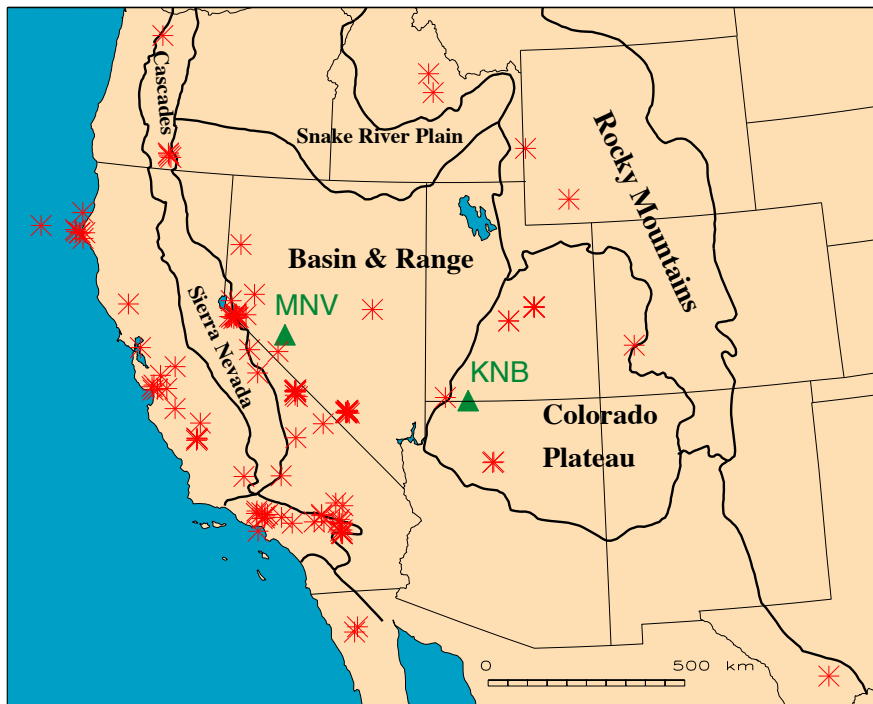 Cascades
Snake River Plain
Rocky Mountains
Basin & Range
MNV
Sierra Nevada
KNB
Colorado
Plateau
0 500 km